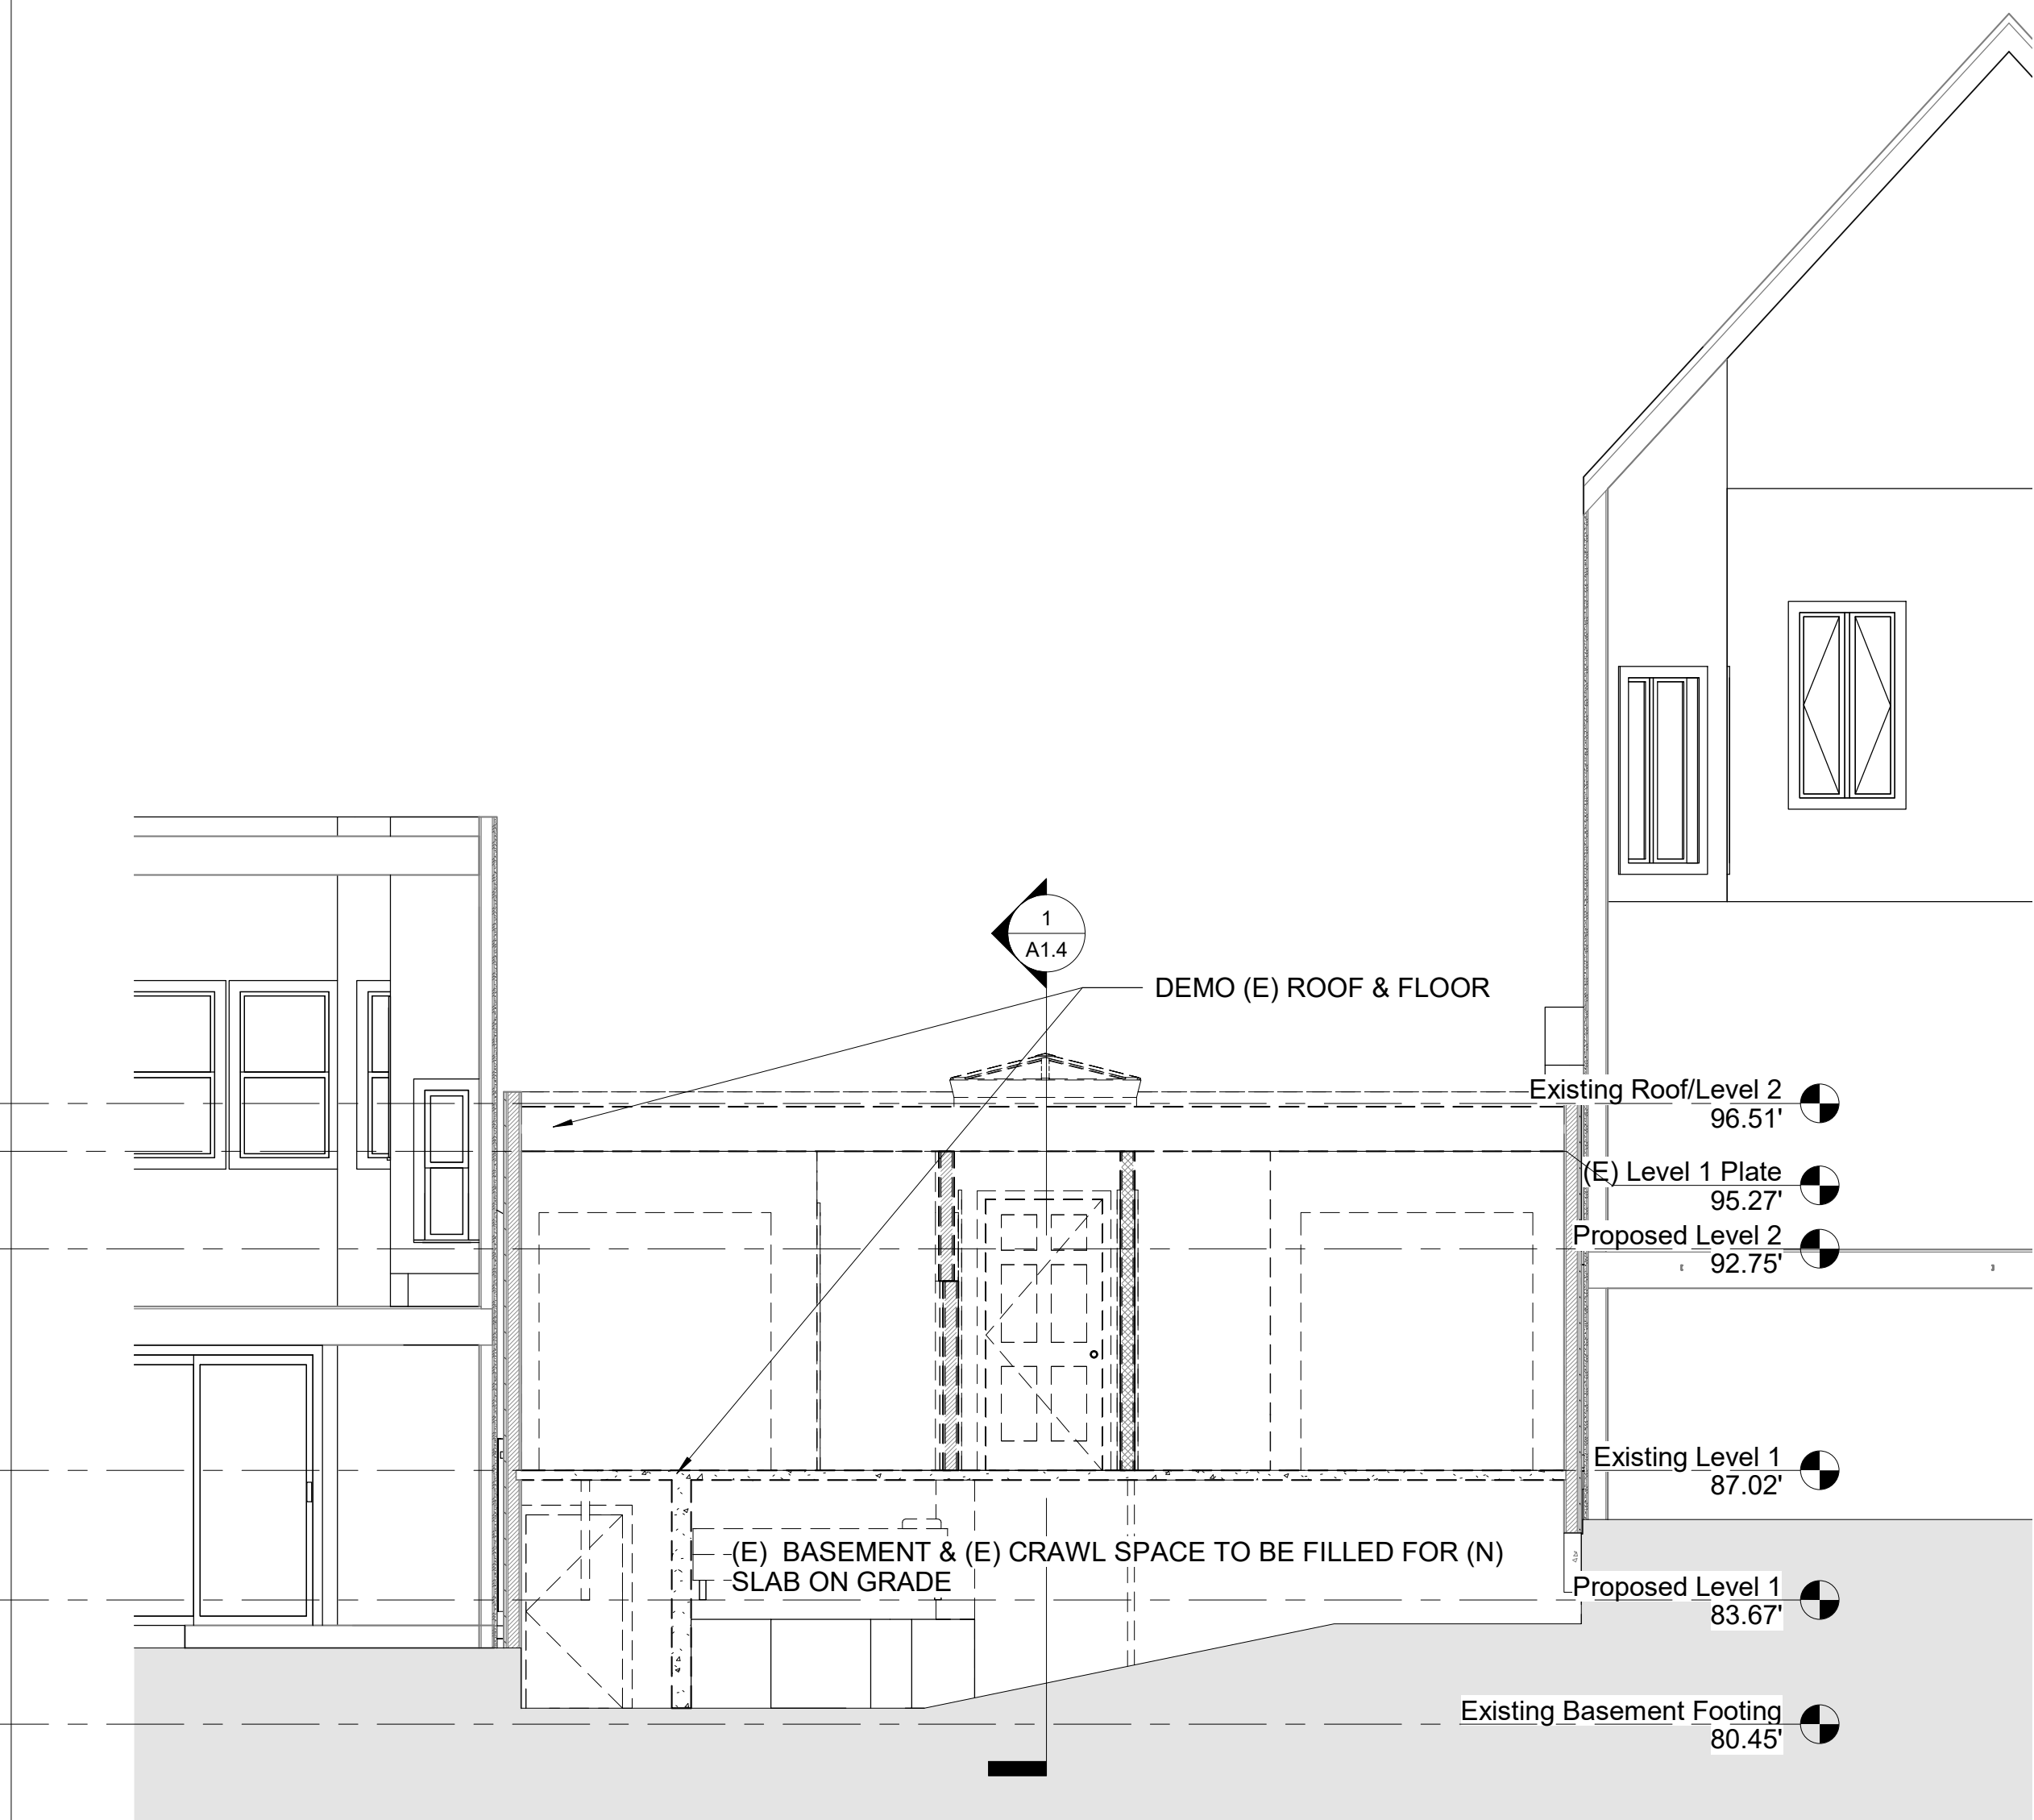 1
A1.4
DEMO (E) ROOF & FLOOR
Existing Roof/Level 2
96.51'
(E) Level 1 Plate
95.27'
Proposed Level 2
92.75'
Existing Level 1
87.02'
(E) BASEMENT & (E) CRAWL SPACE TO BE FILLED FOR (N)
SLAB ON GRADE
Proposed Level 1
83.67'
Existing Basement Footing
80.45'